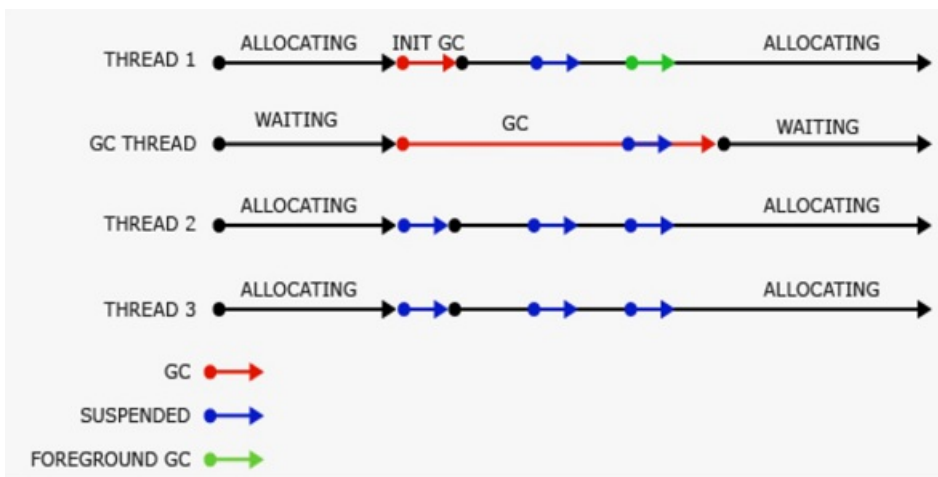 ALLOCATING INIT GC ALLOCATING
THREAD 1
WAITING GC WAITING
GC THREAD
ALLOCATING ALLOCATING
THREAD 2
ALLOCATING ALLOCATING
THREAD 3
GC
SUSPENDED
FOREGROUND GC